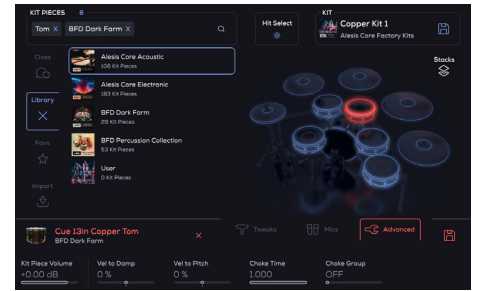 KIT PIECES 8
Tom X BFD Dark Farm X
Hit Select
KIT
Copper Kit 1
Alesis Core Factory Kits
Class
Library
Favs
Import
Alesis Core Acoustic
106 Kit Pieces
Alesis Core Electronic
183 Kit Pieces
BFD Dark Farm
28 Kit Pieces
BFD Percussion Collection
53 Kit Pieces
User
0 Kit Pieces
Stacks
Cue 13in Copper Tom
BFD Dark Farm
X
Tweaks
Mics
Advanced
Kit Piece Volume
+0.00 dB
Vel to Damp
0 %
Vel to Pitch
0 %
Choke Time
1.000
Choke Group
OFF